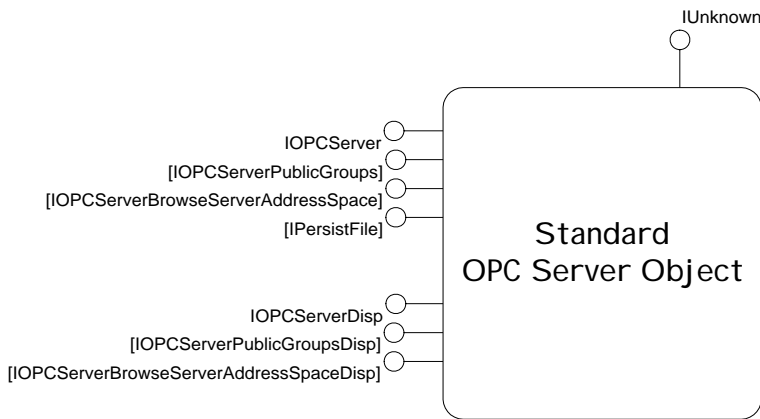 IUnknown
IOPCServer
[IOPCServerPublicGroups]
[IOPCServerBrowseServerAddressSpace]
[IPersistFile]
Standard
OPC Server Object
IOPCServerDisp
[IOPCServerPublicGroupsDisp]
[IOPCServerBrowseServerAddressSpaceDisp]